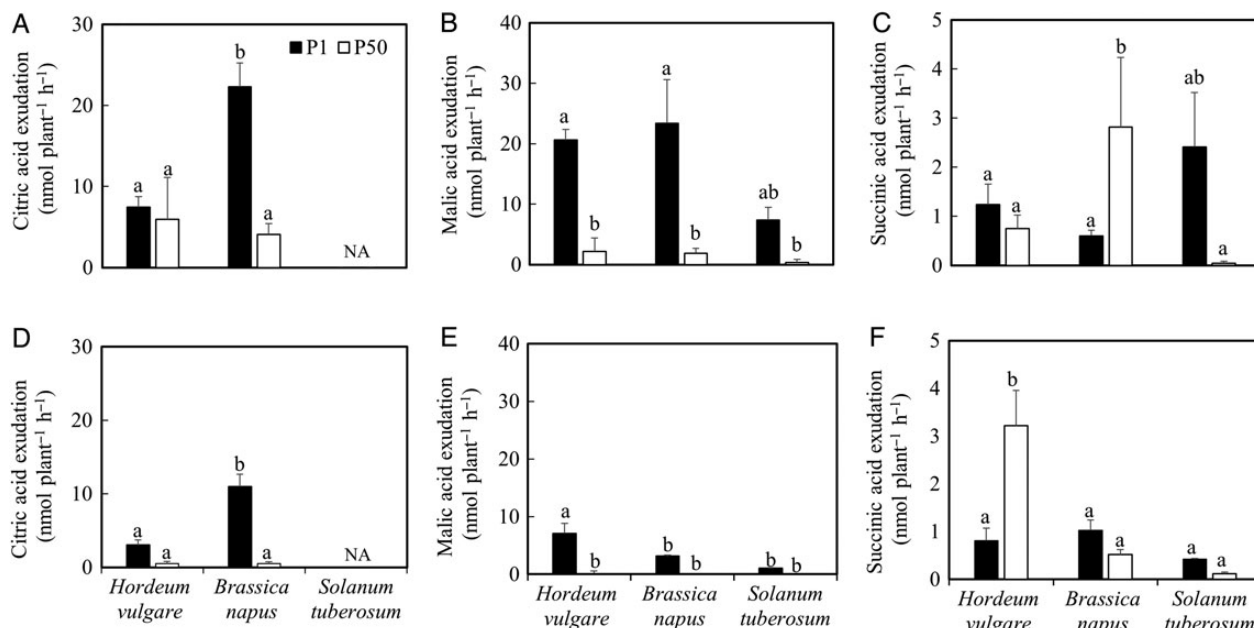 A
Citric acid exudation
(nmol plant⁻¹ h⁻¹)
30
20
10
0
■P1 □P50
a
a
b
a
NA
B
Malic acid exudation
(nmol plant⁻¹ h⁻¹)
40
30
20
10
0
a
b
a
b
ab
b
C
Succinic acid exudation
(nmol plant⁻¹ h⁻¹)
5
4
3
2
1
0
a
a
a
b
ab
a
D
Citric acid exudation
(nmol plant⁻¹ h⁻¹)
30
20
10
0
a
a
b
a
NA
Hordeum
vulgare
Brassica
napus
Solanum
tuberosum
E
Malic acid exudation
(nmol plant⁻¹ h⁻¹)
40
30
20
10
0
a
b
b
b
b
b
Hordeum
vulgare
Brassica
napus
Solanum
tuberosum
F
Succinic acid exudation
(nmol plant⁻¹ h⁻¹)
5
4
3
2
1
0
a
b
a
a
a
a
Hordeum
vulgare
Brassica
napus
Solanum
tuberosum